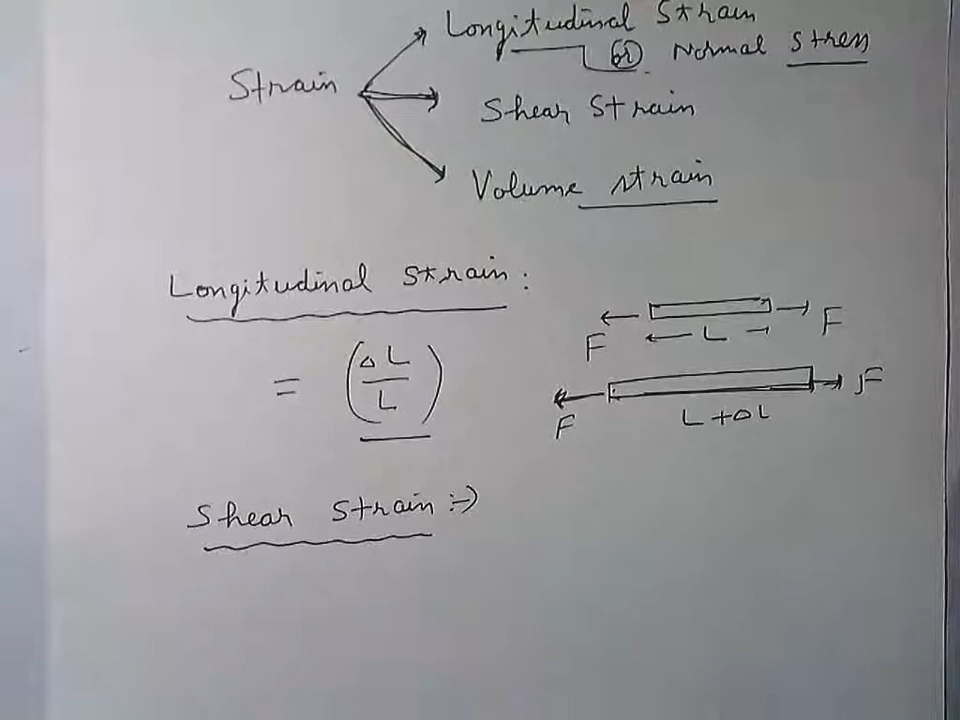 Longitudinal Strain
(or) Normal stress
Strain
Shear Strain
Volume strain
Longitudinal Strain:
F ← → F
L
= (ΔL/L)
F ← → F
L+ΔL
Shear Strain :→